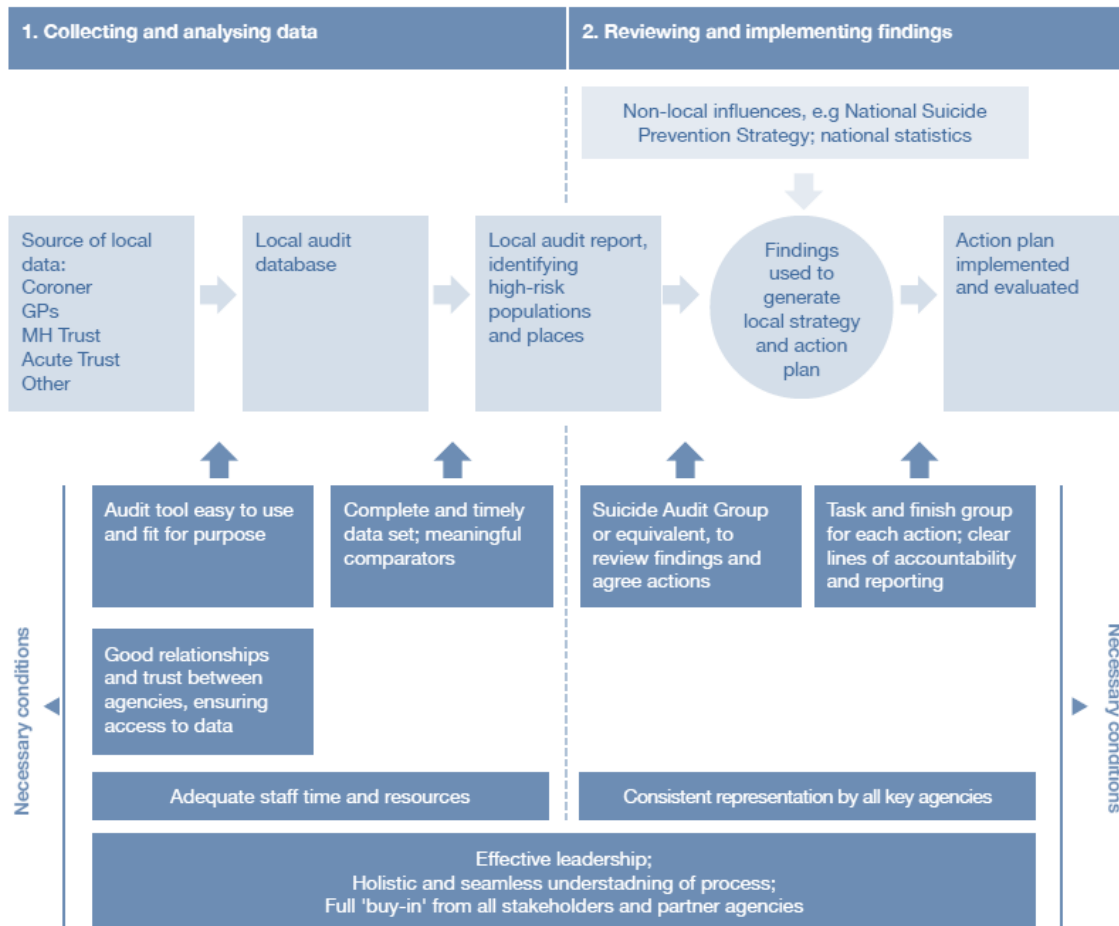 1. Collecting and analysing data
2. Reviewing and implementing findings
Non-local influences, e.g National Suicide
Prevention Strategy; national statistics
Source of local
data:
Coroner
GPs
MH Trust
Acute Trust
Other
Local audit
database
Local audit report,
identifying
high-risk
populations
and places
Findings
used to
generate
local strategy
and action
plan
Action plan
implemented
and evaluated
Audit tool easy to use
and fit for purpose
Complete and timely
data set; meaningful
comparators
Suicide Audit Group
or equivalent, to
review findings and
agree actions
Task and finish group
for each action; clear
lines of accountability
and reporting
Good relationships
and trust between
agencies, ensuring
access to data
Necessary conditions
Necessary conditions
Adequate staff time and resources
Consistent representation by all key agencies
Effective leadership;
Holistic and seamless understadning of process;
Full 'buy-in' from all stakeholders and partner agencies